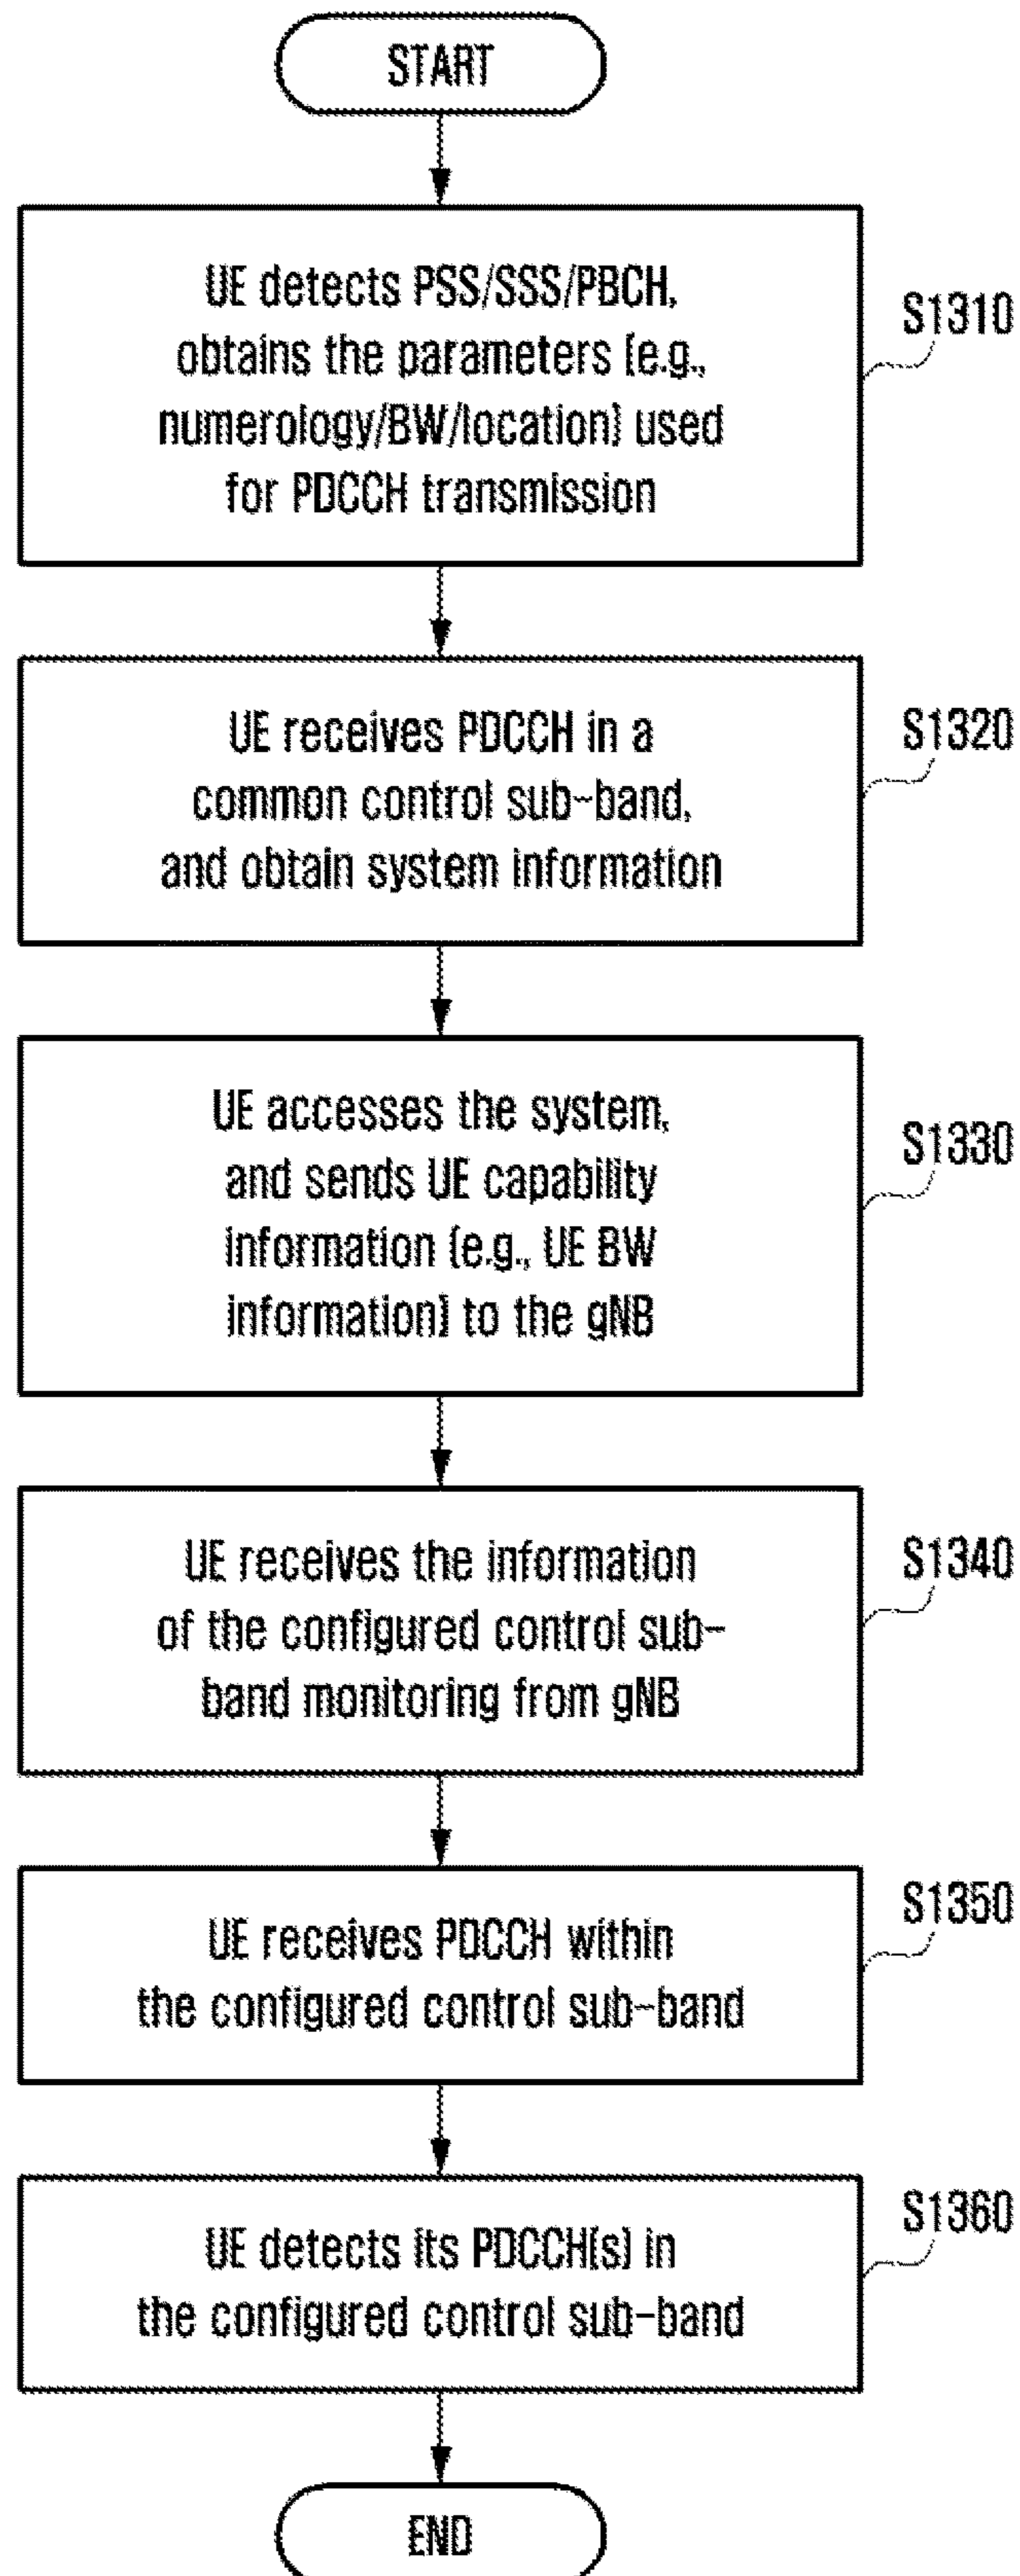 START
UE detects PSS/SSS/PBCH,
obtains the parameters (e.g.,
numerology/BW/location) used
for PDCCH transmission
S1310
UE receives PDCCH in a
common control sub-band,
and obtain system information
S1320
UE accesses the system,
and sends UE capability
information (e.g., UE BW
information) to the gNB
S1330
UE receives the information
of the configured control sub-
band monitoring from gNB
S1340
UE receives PDCCH within
the configured control sub-band
S1350
UE detects its PDCCH(s) in
the configured control sub-band
S1360
END